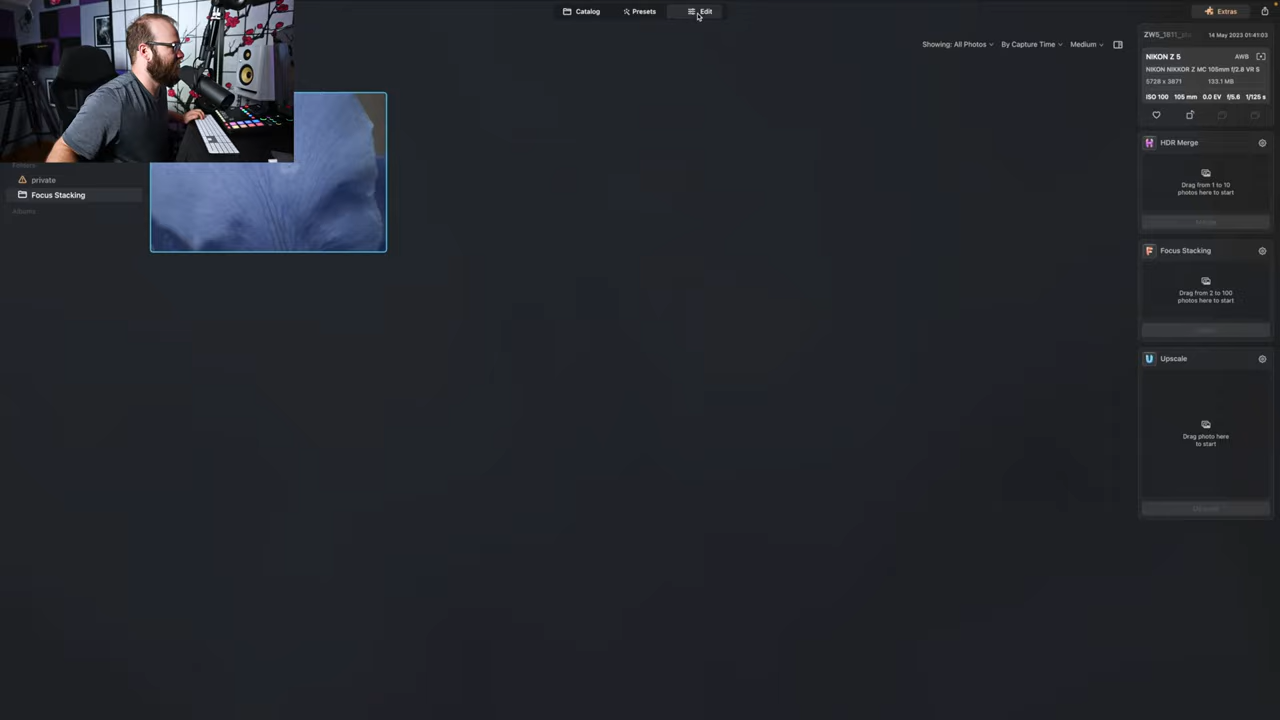 Catalog Presets Edit Extras
Showing: All Photos By Capture Time Medium
14 May 2023 01:41:03
NIKON Z 5 AWB
NIKON NIKKOR Z MC 105mm f/2.8 VR S
5728 x 3871 133.1 MB
ISO 100 105 mm 0.0 EV f/5.6 1/125 s
HDR Merge
Drag from 1 to 10
photos here to start
Merge
private
Focus Stacking
Albums
Focus Stacking
Drag from 2 to 100
photos here to start
Upscale
Drag photo here
to start